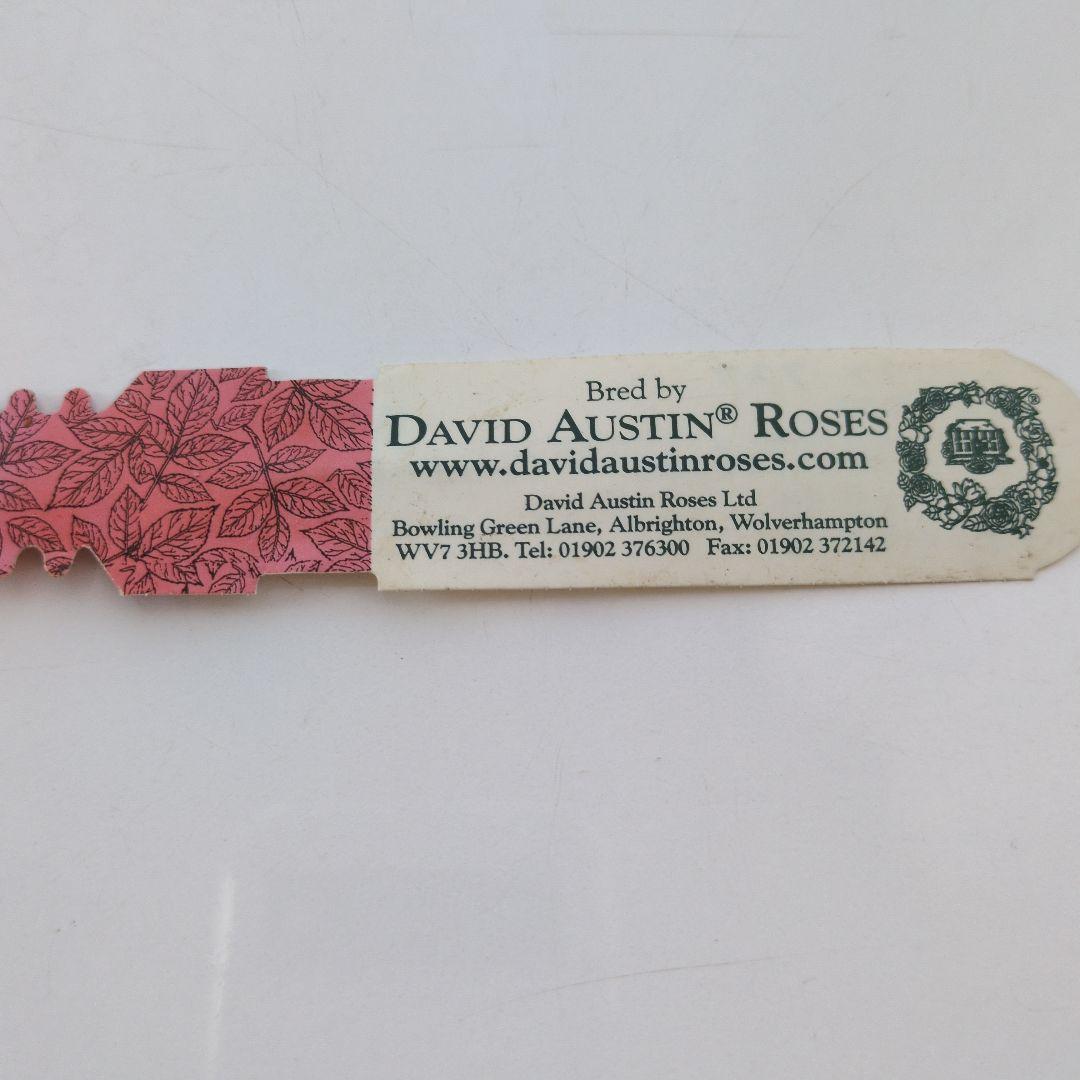 Bred by
DAVID AUSTIN® ROSES
www.davidaustinroses.com
David Austin Roses Ltd
Bowling Green Lane, Albrighton, Wolverhampton
WV7 3HB. Tel: 01902 376300 Fax: 01902 372142